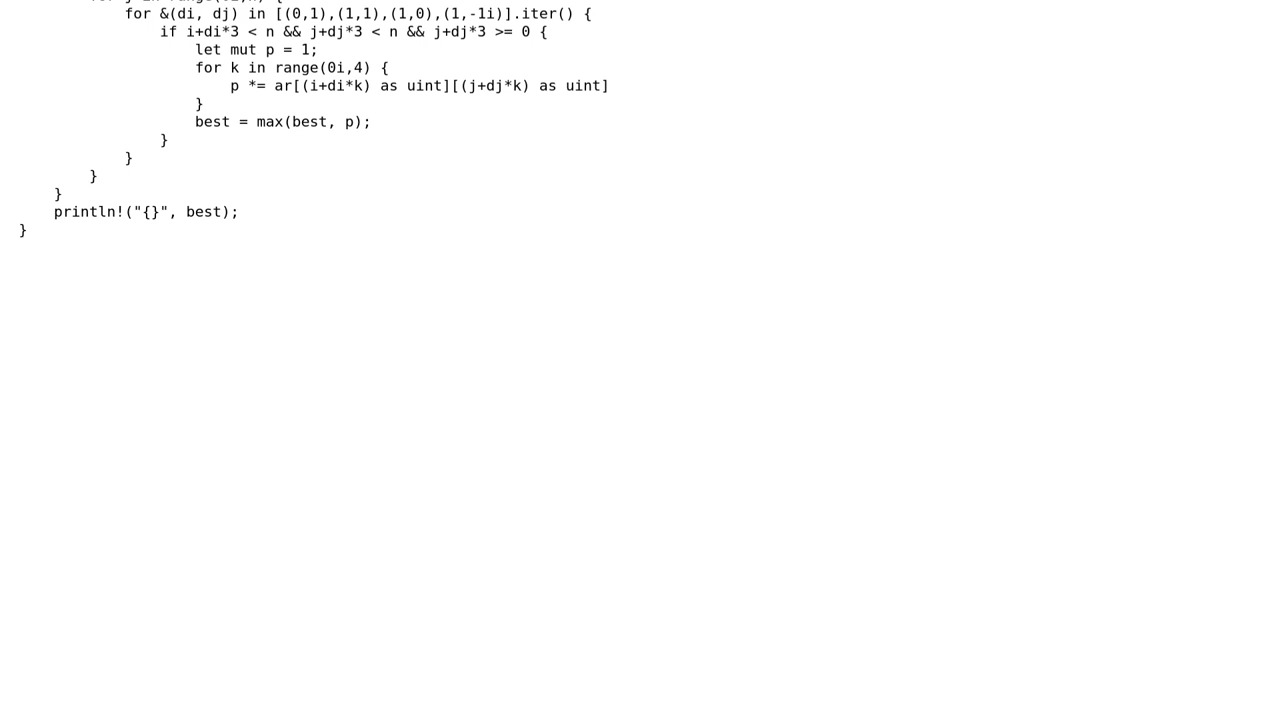 for &(di, dj) in [(0,1),(1,1),(1,0),(1,-1i)].iter() {
                if i+di*3 < n && j+dj*3 < n && j+dj*3 >= 0 {
                    let mut p = 1;
                    for k in range(0i,4) {
                        p *= ar[(i+di*k) as uint][(j+dj*k) as uint]
                    }
                    best = max(best, p);
                }
            }
        }
    }
    println!("{}", best);
}